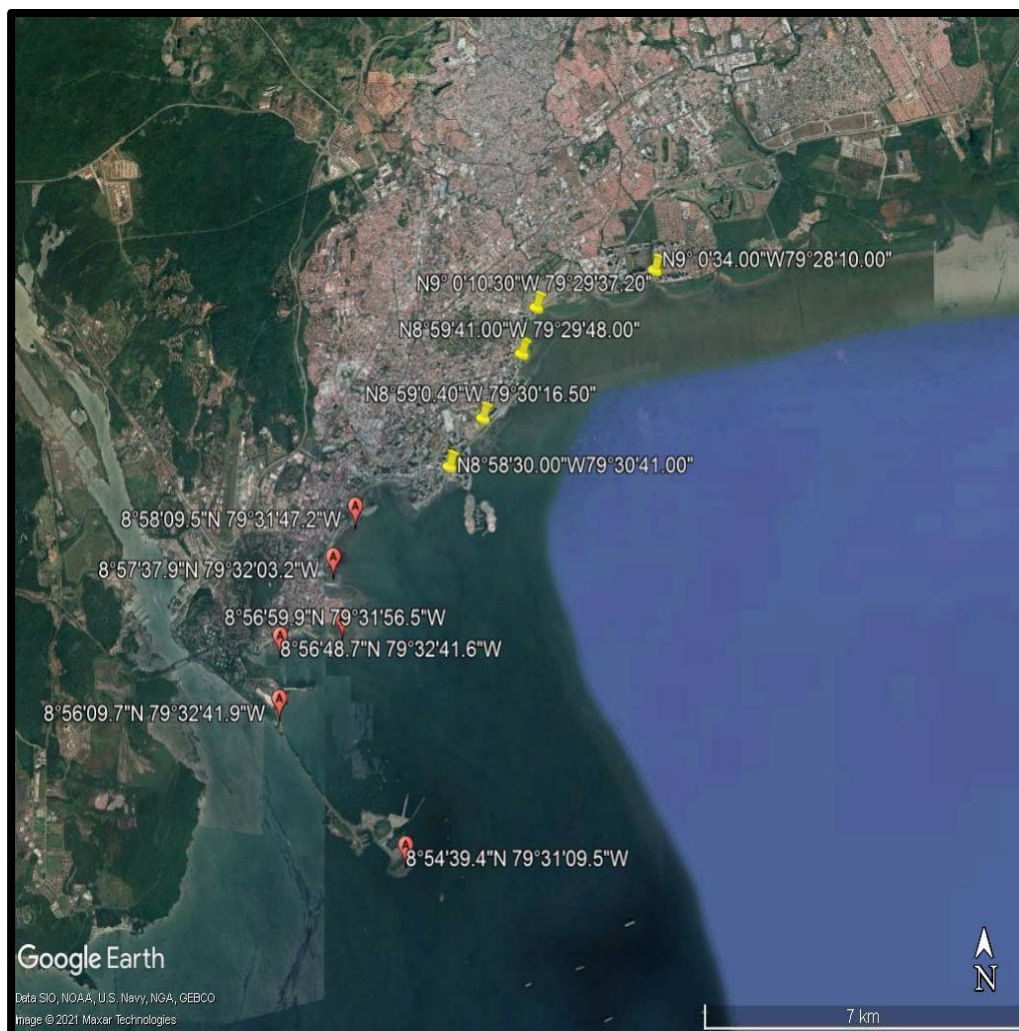 N9° 0'34.00"W79°28'10.00"
N9° 0'10.30"W 79°29'37.20"
N8°59'41.00"W 79°29'48.00"
N8°59'0.40"W 79°30'16.50"
N8°58'30.00"W79°30'41.00"
A
8°58'09.5"N 79°31'47.2"W
A
8°57'37.9"N 79°32'03.2"W
8°56'59.9"N 79°31'56.5"W
A
8°56'48.7"N 79°32'41.6"W
A
8°56'09.7"N 79°32'41.9"W
A
8°54'39.4"N 79°31'09.5"W
Google Earth
N
Data SIO, NOAA, U.S. Navy, NGA, GEBCO
Image © 2021 Maxar Technologies
7 km